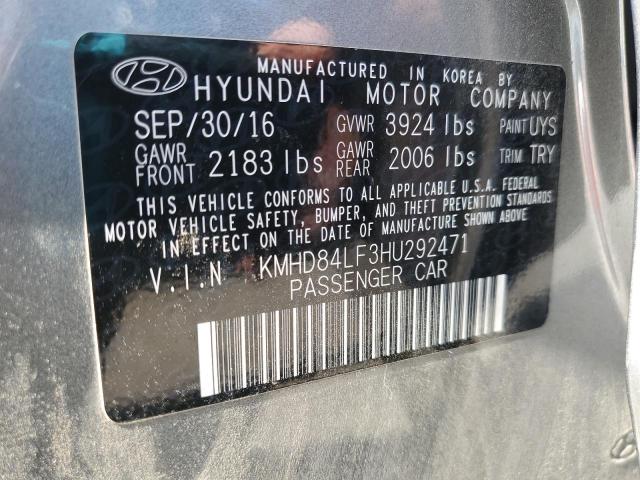 MANUFACTURED IN KOREA BY
HYUNDAI MOTOR COMPANY
SEP/30/16 GVWR 3924 lbs PAINT UYS
GAWR FRONT 2183 lbs GAWR REAR 2006 lbs TRIM TRY
THIS VEHICLE CONFORMS TO ALL APPLICABLE U.S.A. FEDERAL
MOTOR VEHICLE SAFETY, BUMPER, AND THEFT PREVENTION STANDARDS
IN EFFECT ON THE DATE OF MANUFACTURE SHOWN ABOVE.
V.I.N KMHD84LF3HU292471
PASSENGER CAR